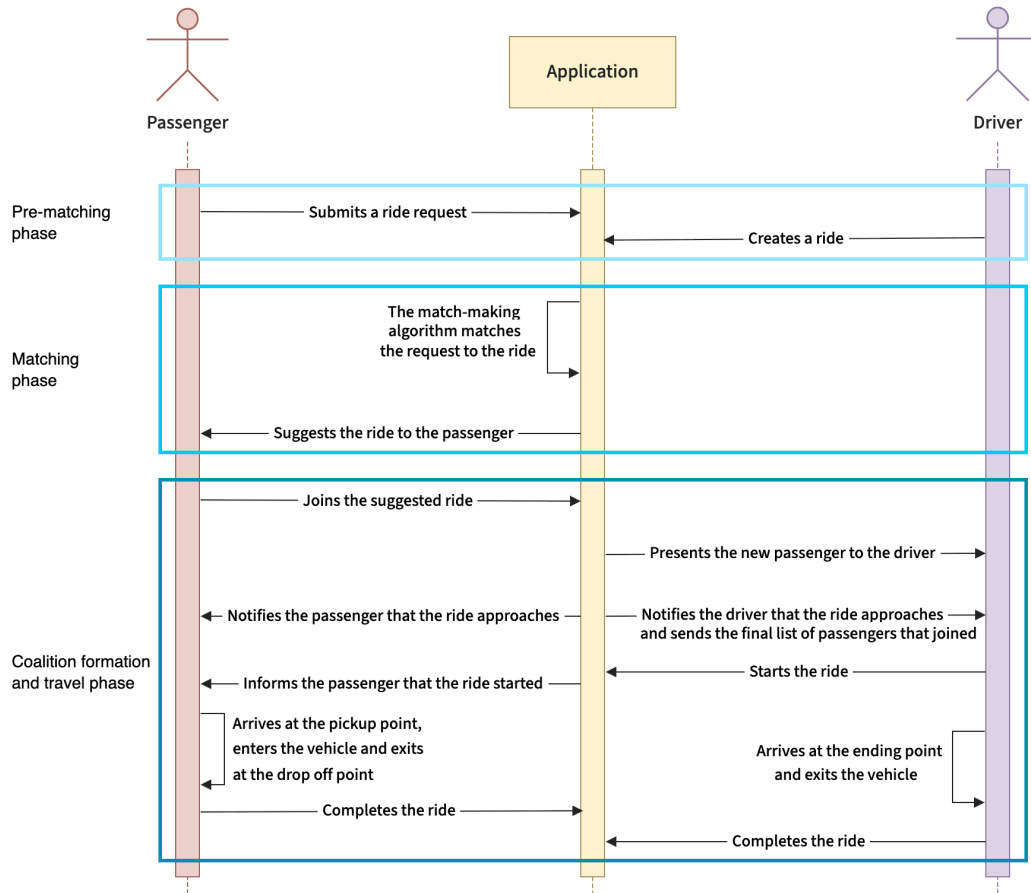 Passenger
Application
Driver
Pre-matching
phase
Submits a ride request
Creates a ride
Matching
phase
The match-making
algorithm matches
the request to the ride
Suggests the ride to the passenger
Coalition formation
and travel phase
Joins the suggested ride
Presents the new passenger to the driver
Notifies the passenger that the ride approaches
Notifies the driver that the ride approaches
and sends the final list of passengers that joined
Starts the ride
Informs the passenger that the ride started
Arrives at the pickup point,
enters the vehicle and exits
at the drop off point
Arrives at the ending point
and exits the vehicle
Completes the ride
Completes the ride